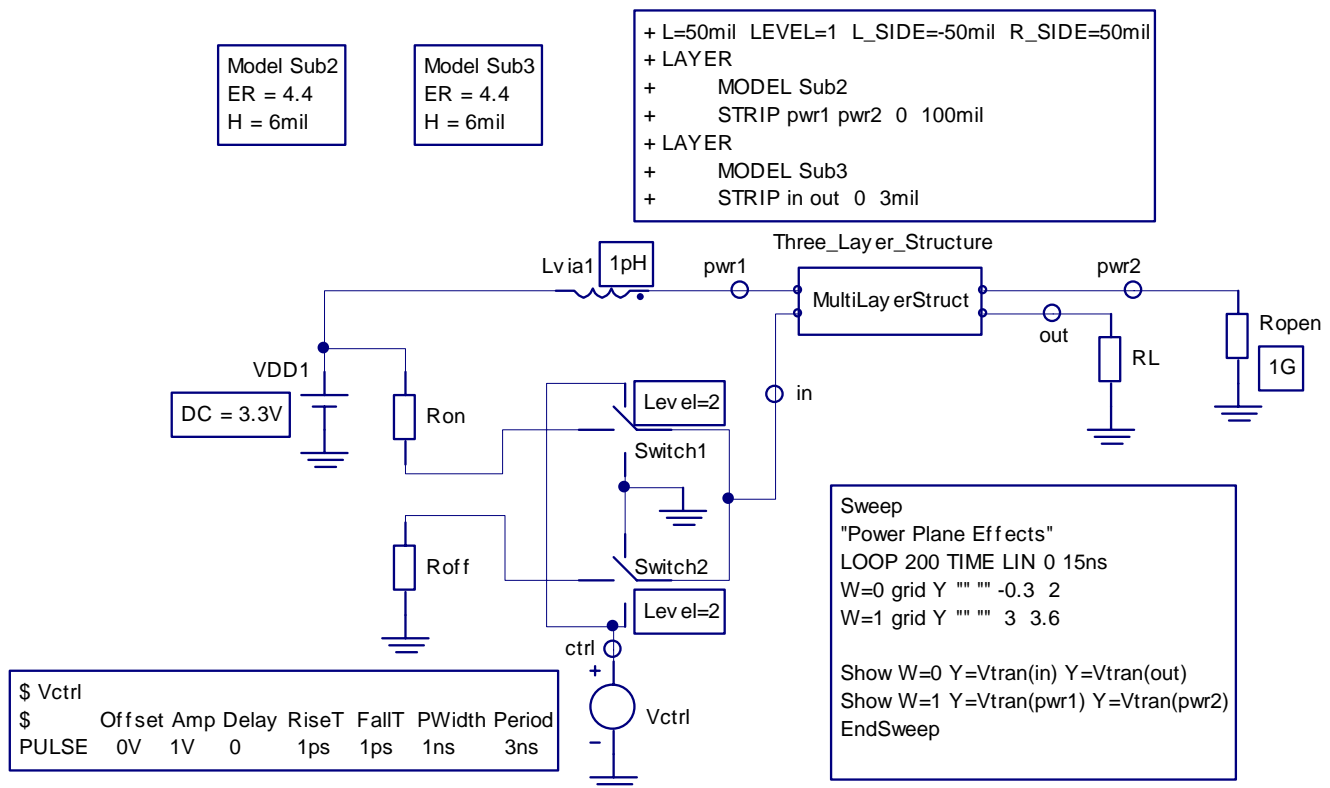 + L=50mil LEVEL=1 L_SIDE=-50mil R_SIDE=50mil
+ LAYER
+ MODEL Sub2
+ STRIP pwr1 pwr2 0 100mil
+ LAYER
+ MODEL Sub3
+ STRIP in out 0 3mil
Model Sub2
ER = 4.4
H = 6mil
Model Sub3
ER = 4.4
H = 6mil
Three_Layer_Structure
Lvia1
1pH
pwr1
MultiLayerStruct
pwr2
out
RL
Ropen
1G
VDD1
DC = 3.3V
Ron
Level=2
Switch1
in
Roff
Switch2
Level=2
ctrl
+
Vctrl
−
Sweep
"Power Plane Effects"
LOOP 200 TIME LIN 0 15ns
W=0 grid Y "" "" -0.3 2
W=1 grid Y "" "" 3 3.6
Show W=0 Y=Vtran(in) Y=Vtran(out)
Show W=1 Y=Vtran(pwr1) Y=Vtran(pwr2)
EndSweep
$ Vctrl
$ Offset Amp Delay RiseT FallT PWidth Period
PULSE 0V 1V 0 1ps 1ps 1ns 3ns